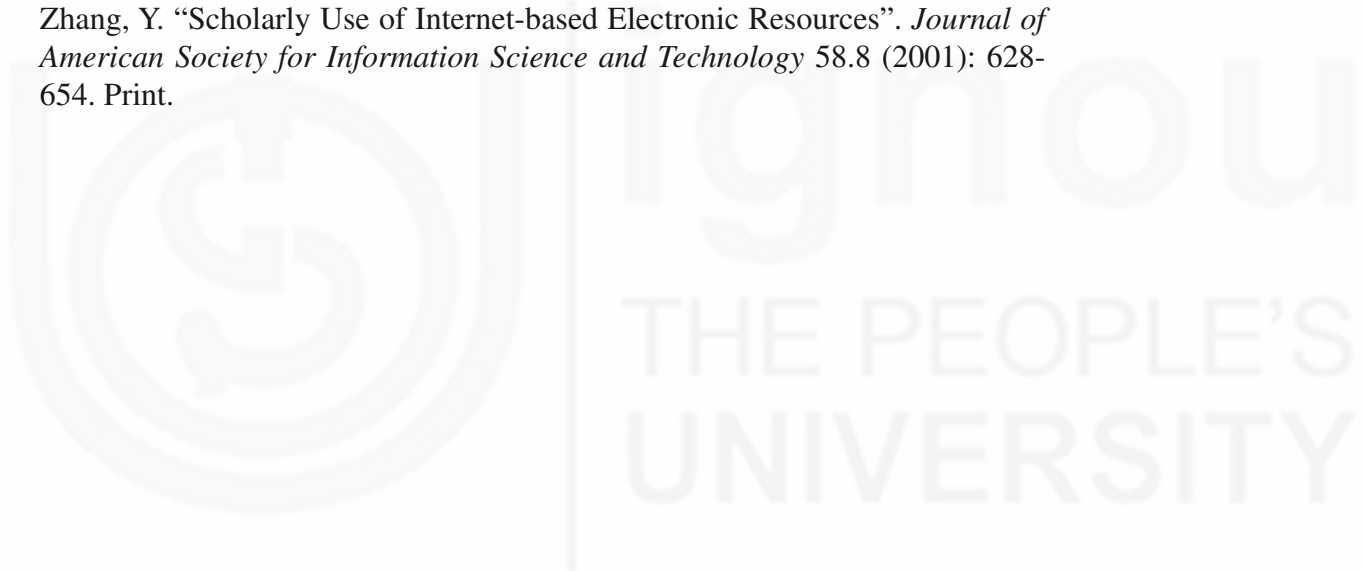 Zhang, Y. “Scholarly Use of Internet-based Electronic Resources”. Journal of
American Society for Information Science and Technology 58.8 (2001): 628-
654. Print.
ignou
THE PEOPLE’S
UNIVERSITY